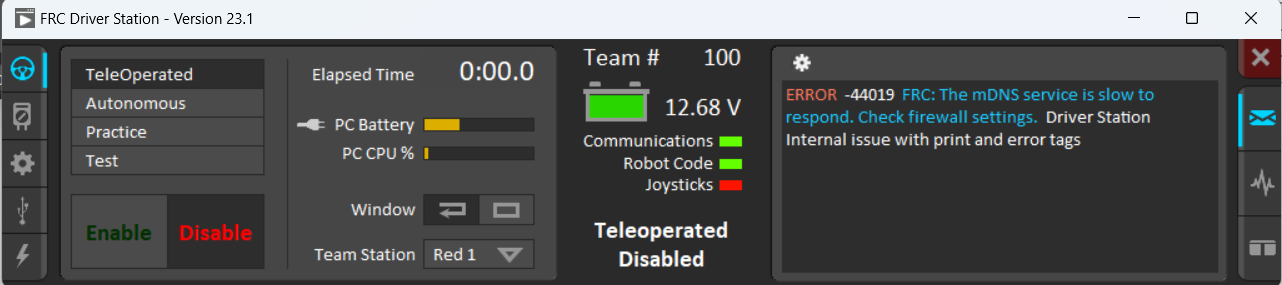 FRC Driver Station - Version 23.1
TeleOperated
Autonomous
Practice
Test
Enable Disable
Elapsed Time 0:00.0
PC Battery
PC CPU %
Window
Team Station Red 1
Team # 100
12.68 V
Communications
Robot Code
Joysticks
Teleoperated
Disabled
ERROR -44019 FRC: The mDNS service is slow to
respond. Check firewall settings. Driver Station
Internal issue with print and error tags